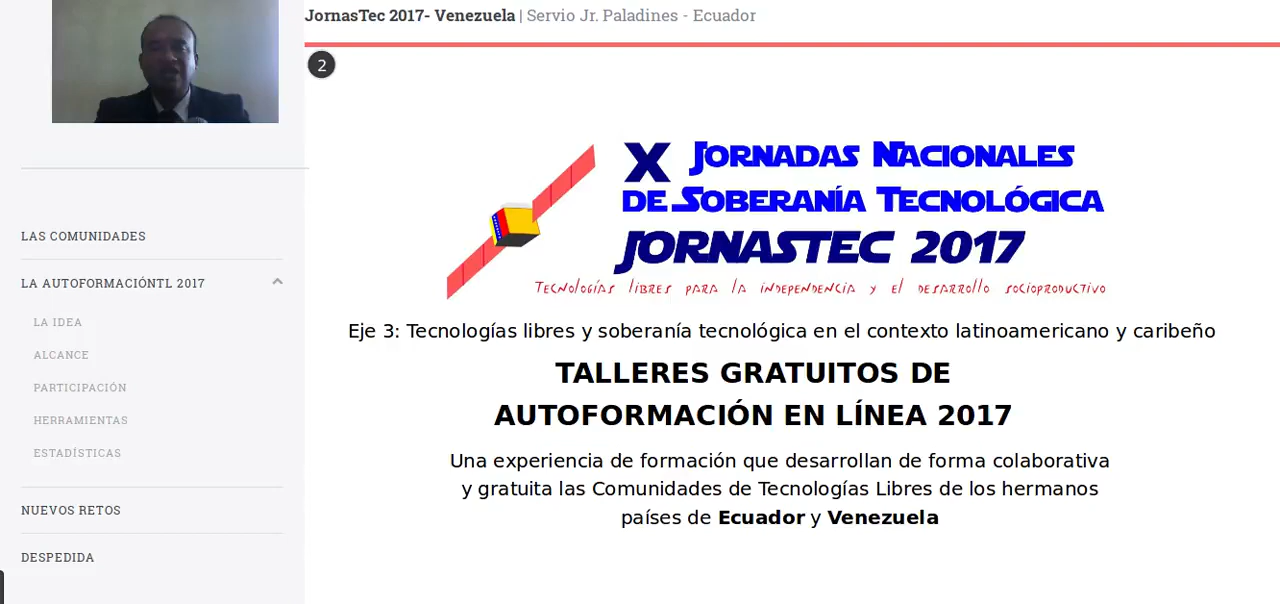 JornasTec 2017- Venezuela | Servio Jr. Paladines - Ecuador
2
LAS COMUNIDADES
LA AUTOFORMACIÓNTL 2017
LA IDEA
ALCANCE
PARTICIPACIÓN
HERRAMIENTAS
ESTADÍSTICAS
NUEVOS RETOS
DESPEDIDA
X JORNADAS NACIONALES
DE SOBERANÍA TECNOLÓGICA
JORNASTEC 2017
TECNOLOGÍAS LIBRES PARA LA INDEPENDENCIA Y EL DESARROLLO SOCIOPRODUCTIVO
Eje 3: Tecnologías libres y soberanía tecnológica en el contexto latinoamericano y caribeño
TALLERES GRATUITOS DE
AUTOFORMACIÓN EN LÍNEA 2017
Una experiencia de formación que desarrollan de forma colaborativa
y gratuita las Comunidades de Tecnologías Libres de los hermanos
países de Ecuador y Venezuela